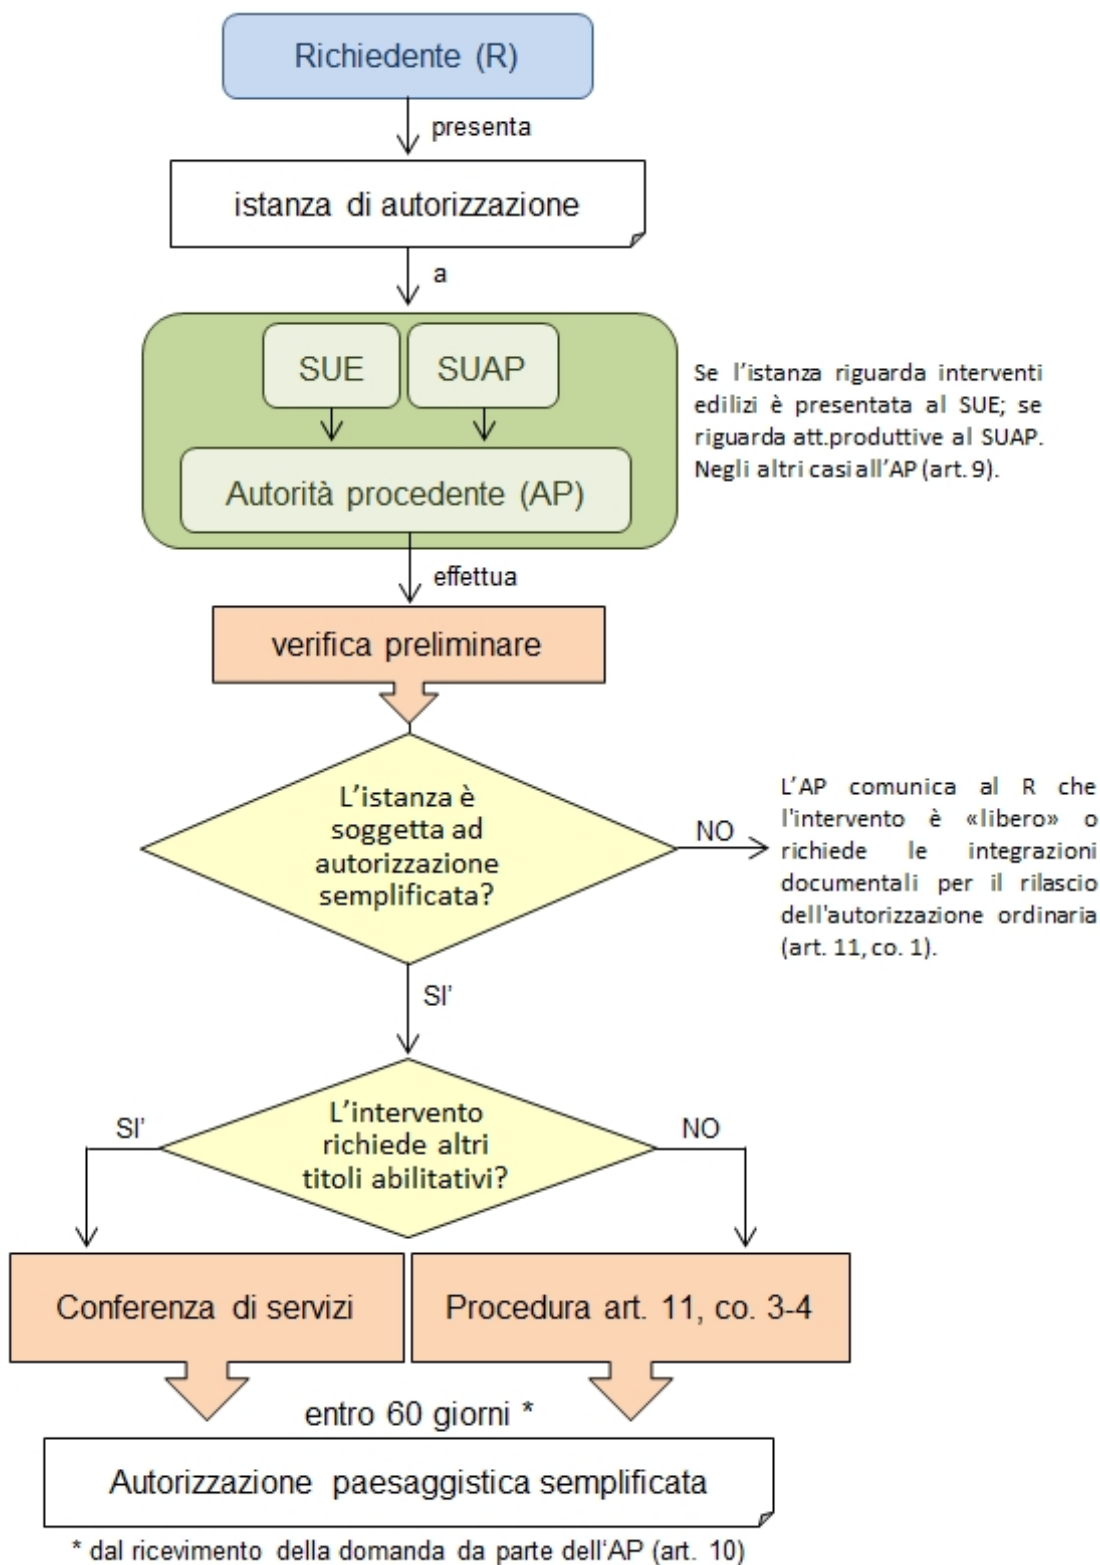 Richiedente (R)
presenta
istanza di autorizzazione
a
SUE
SUAP
Autorità procedente (AP)
Se l'istanza riguarda interventi
edilizi è presentata al SUE; se
riguarda att.produttive al SUAP.
Negli altri casi all'AP (art. 9).
effettua
verifica preliminare
L'istanza è
soggetta ad
autorizzazione
semplificata?
NO
L'AP comunica al R che
l'intervento è «libero» o
richiede le integrazioni
documentali per il rilascio
dell'autorizzazione ordinaria
(art. 11, co. 1).
SI'
L'intervento
richiede altri
titoli abilitativi?
SI'
NO
Conferenza di servizi
Procedura art. 11, co. 3-4
entro 60 giorni *
Autorizzazione paesaggistica semplificata
* dal ricevimento della domanda da parte dell'AP (art. 10)